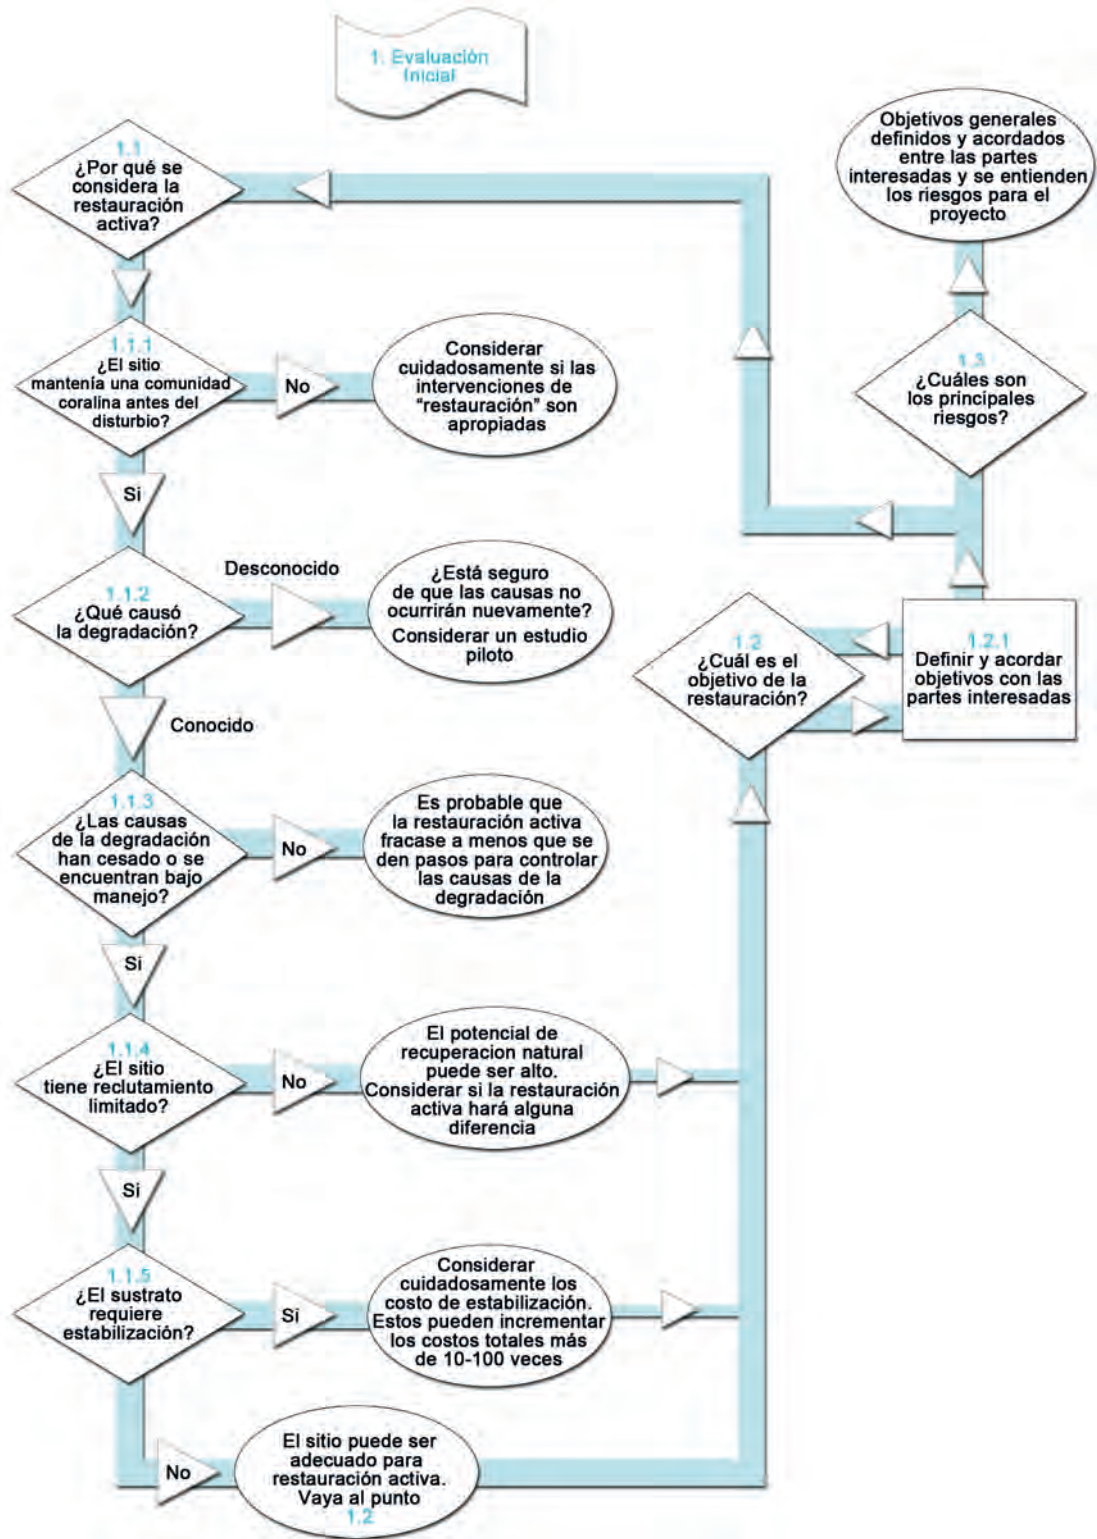 1. Evaluación
Inicial
1.1
¿Por qué se
considera la
restauración
activa?
1.1.1
¿El sitio
mantenía una comunidad
coralina antes del
disturbio?
No
Considerar
cuidadosamente si las
intervenciones de
“restauración” son
apropiadas
Si
1.1.2
¿Qué causó
la degradación?
Desconocido
¿Está seguro
de que las causas no
ocurrirán nuevamente?
Considerar un estudio
piloto
Conocido
1.1.3
¿Las causas
de la degradación
han cesado o se
encuentran bajo
manejo?
No
Es probable que
la restauración activa
fracase a menos que se
den pasos para controlar
las causas de la
degradación
Si
1.1.4
¿El sitio
tiene reclutamiento
limitado?
No
El potencial de
recuperacion natural
puede ser alto.
Considerar si la restauración
activa hará alguna
diferencia
Si
1.1.5
¿El sustrato
requiere
estabilización?
Si
Considerar
cuidadosamente los
costo de estabilización.
Estos pueden incrementar
los costos totales más
de 10-100 veces
No
El sitio puede ser
adecuado para
restauración activa.
Vaya al punto
1.2
1.2
¿Cuál es el
objetivo de la
restauración?
1.2.1
Definir y acordar
objetivos con las
partes interesadas
1.3
¿Cuáles son
los principales
riesgos?
Objetivos generales
definidos y acordados
entre las partes
interesadas y se entienden
los riesgos para el
proyecto